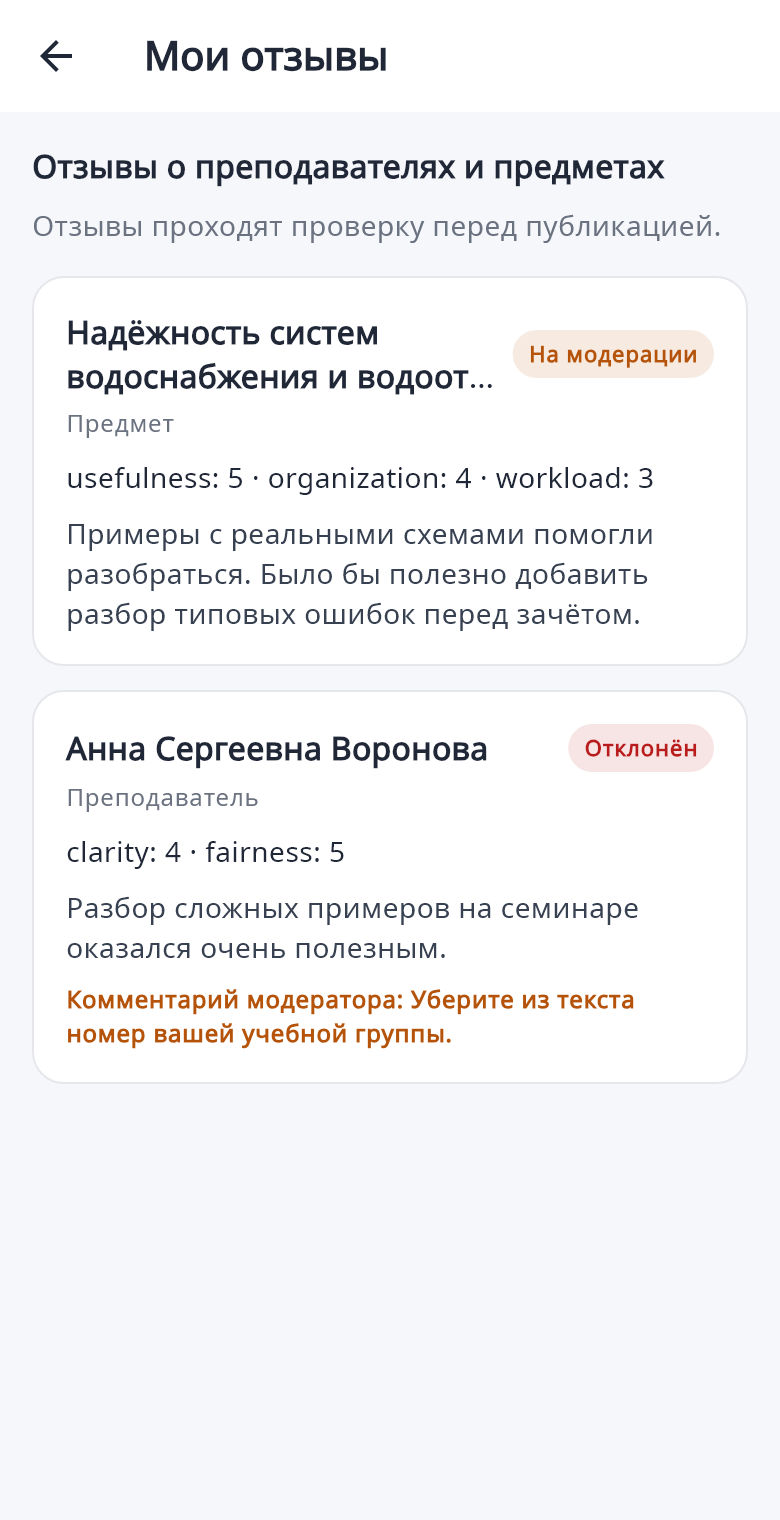 Мои отзывы
Отзывы о преподавателях и предметах
Отзывы проходят проверку перед публикацией.
Надёжность систем
водоснабжения и водоот...
На модерации
Предмет
usefulness: 5 · organization: 4 · workload: 3
Примеры с реальными схемами помогли
разобраться. Было бы полезно добавить
разбор типовых ошибок перед зачётом.
Анна Сергеевна Воронова
Отклонён
Преподаватель
clarity: 4 · fairness: 5
Разбор сложных примеров на семинаре
оказался очень полезным.
Комментарий модератора: Уберите из текста
номер вашей учебной группы.